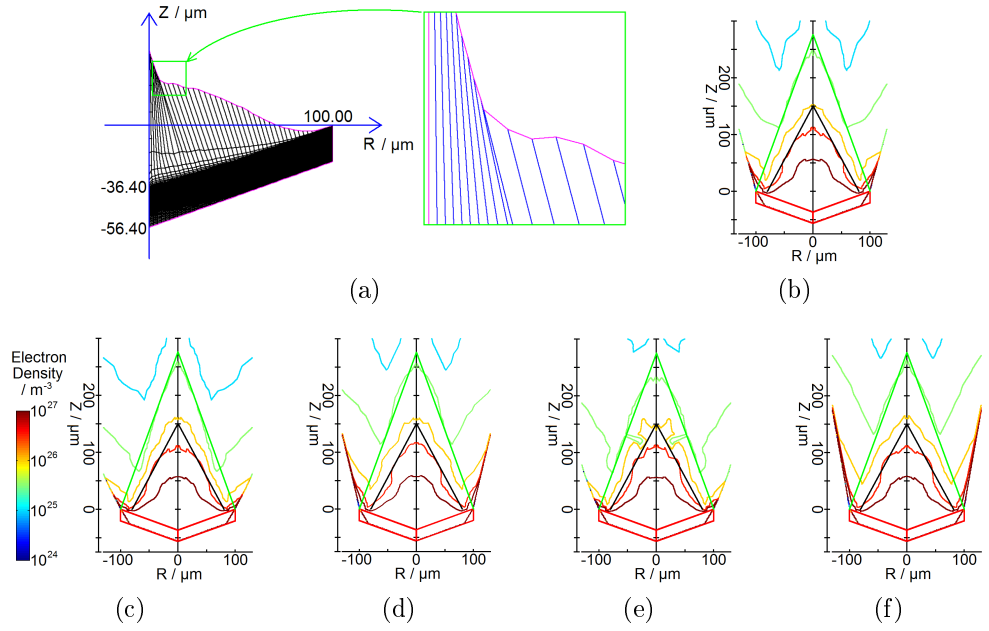 Z / µm
100.00
R / µm
-36.40
-56.40
(a)
Z / µm
200
100
0
-100 0 100
R / µm
(b)
Electron
Density
/ m⁻³
10²⁷
10²⁶
10²⁵
10²⁴
Z / µm
200
100
0
-100 0 100
R / µm
(c)
Z / µm
200
100
0
-100 0 100
R / µm
(d)
Z / µm
200
100
0
-100 0 100
R / µm
(e)
Z / µm
200
100
0
-100 0 100
R / µm
(f)